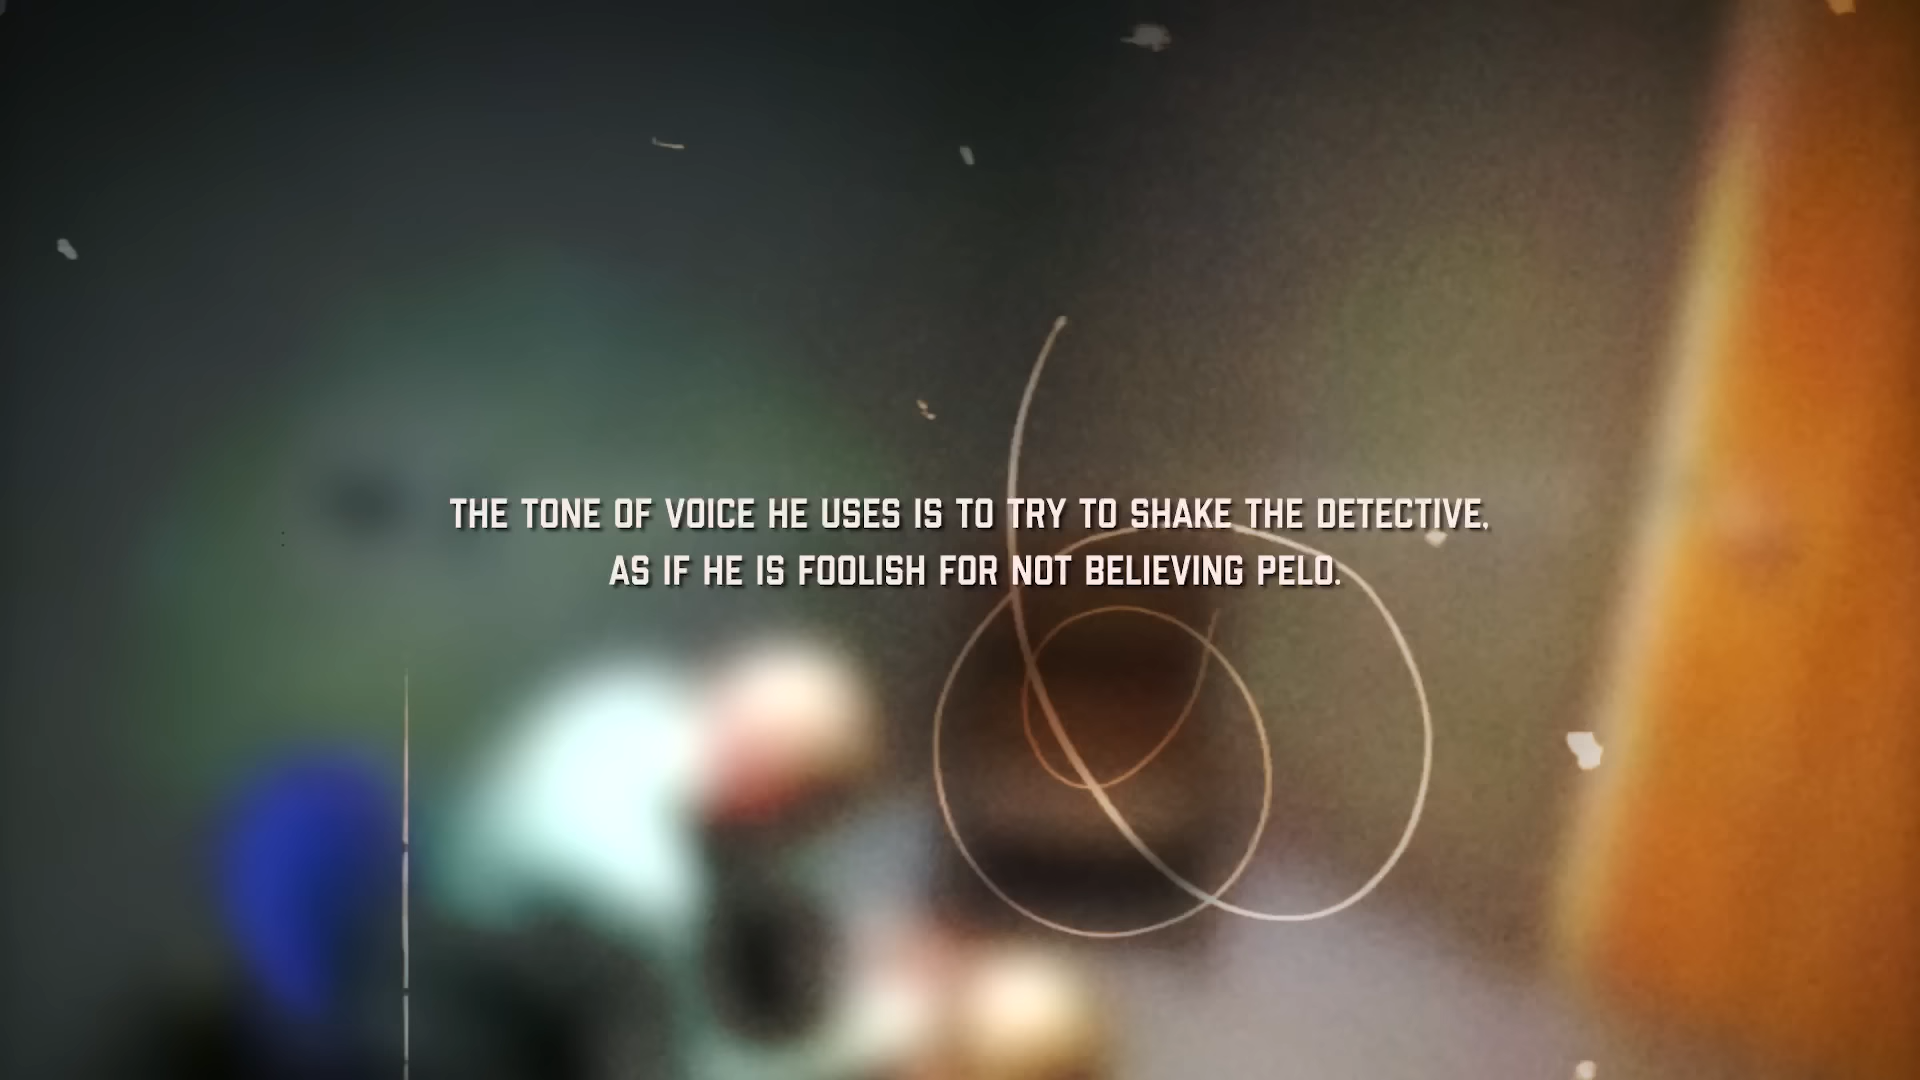 THE TONE OF VOICE HE USES IS TO TRY TO SHAKE THE DETECTIVE,
AS IF HE IS FOOLISH FOR NOT BELIEVING PELO.